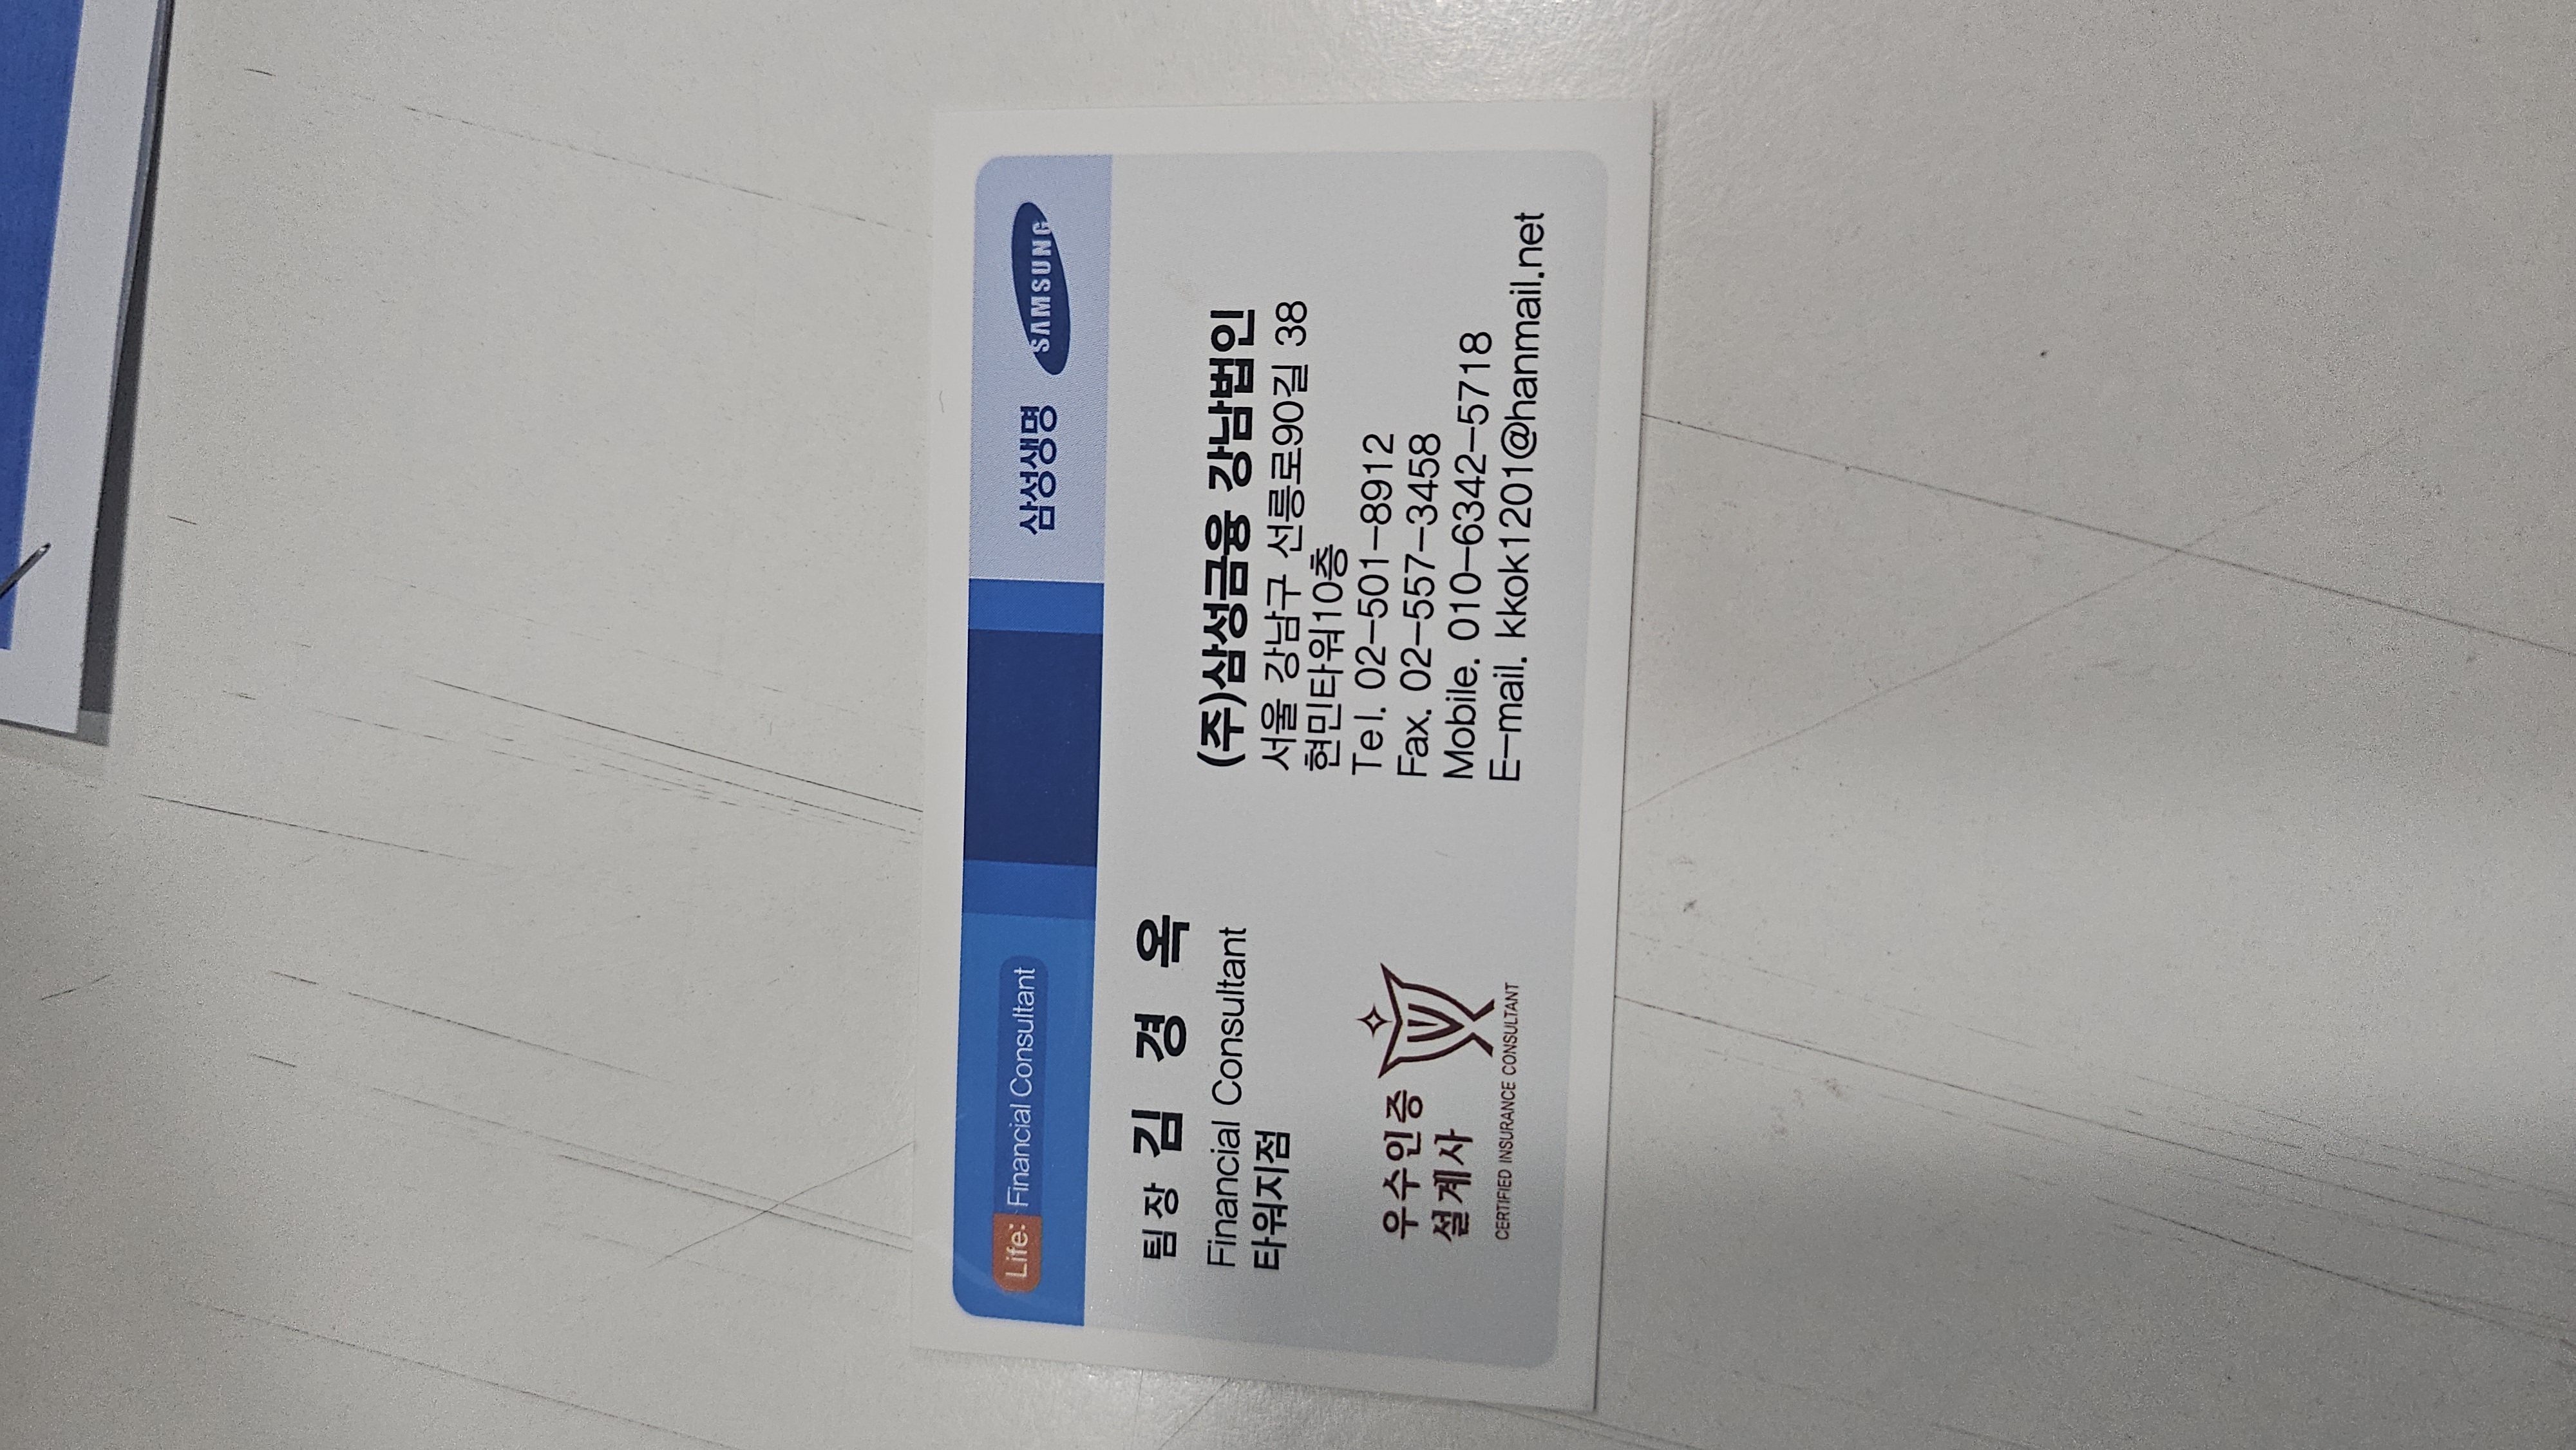 Life: Financial Consultant
삼성생명 SAMSUNG
팀장 김 경 옥
Financial Consultant
타워지점
(주)삼성금융 강남법인
서울 강남구 선릉로90길 38
현민타워10층
Tel. 02-501-8912
Fax. 02-557-3458
Mobile. 010-6342-5718
E-mail. kkok1201@hanmail.net
우수인증
설계사
CERTIFIED INSURANCE CONSULTANT